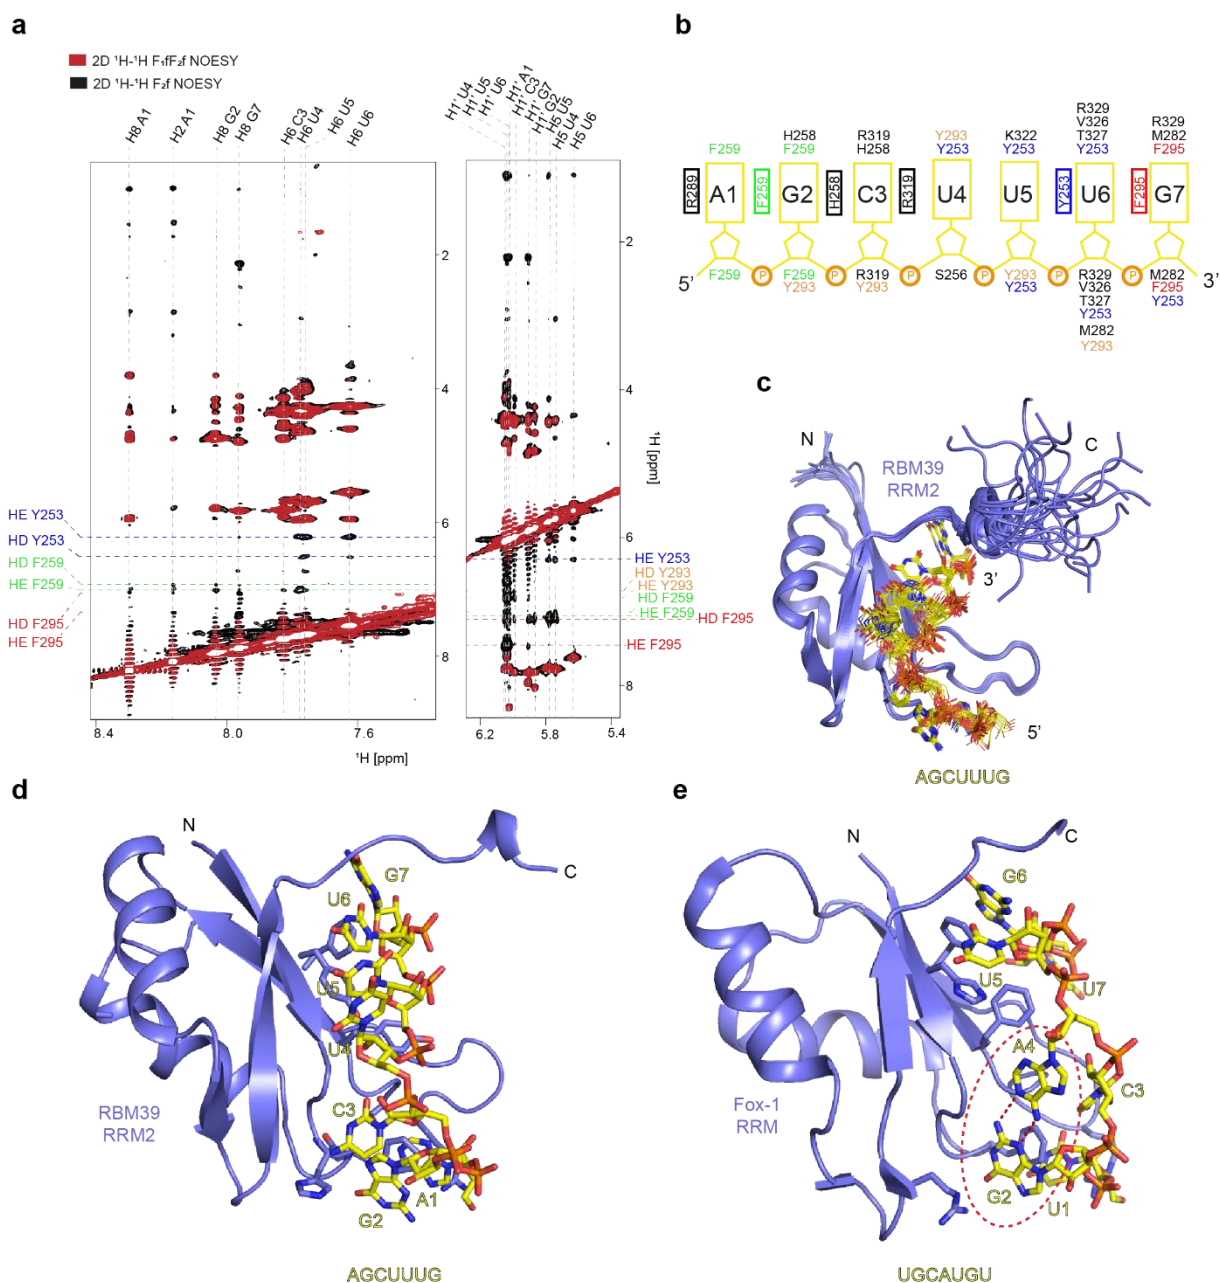 a
2D ¹H-¹H F₁fF₂f NOESY
2D ¹H-¹H F₂f NOESY
H8 A1
H2 A1
H8 G2
H8 G7
H6 C3
H6 U4
H6 U5
H6 U6
H1' U4
H1' U5
H1' U6
H1' A1
H1' C3
H1' G7
H1' G2
H5 U5
H5 U4
H5 U6
2
4
6
8
¹H [ppm]
2
6
8
HE Y253
HD Y253
HD F259
HE F259
HD F295
HE F295
HE Y253
HD Y293
HE Y293
HD F259
HE F259
HD F295
HE F295
8.4
8.0
7.6
6.2
5.8
5.4
¹H [ppm]
b
R329
V326
T327
Y253
H258
F259
R319
H258
Y293
Y253
K322
Y253
R329
M282
F295
F259
R289
A1
F259
G2
H258
C3
R319
U4
U5
Y253
U6
F295
G7
5’
P
P
P
P
P
P
3’
F259
F259
Y293
R319
Y293
S256
Y293
Y253
R329
V326
T327
Y253
M282
Y293
M282
F295
Y253
c
N
RBM39
RRM2
C
3’
5’
AGCUUUG
d
N
G7
C
U6
U5
U4
C3
RBM39
RRM2
A1
G2
AGCUUUG
e
N
C
G6
U5
U7
A4
C3
Fox-1
RRM
G2
U1
UGCAUGU